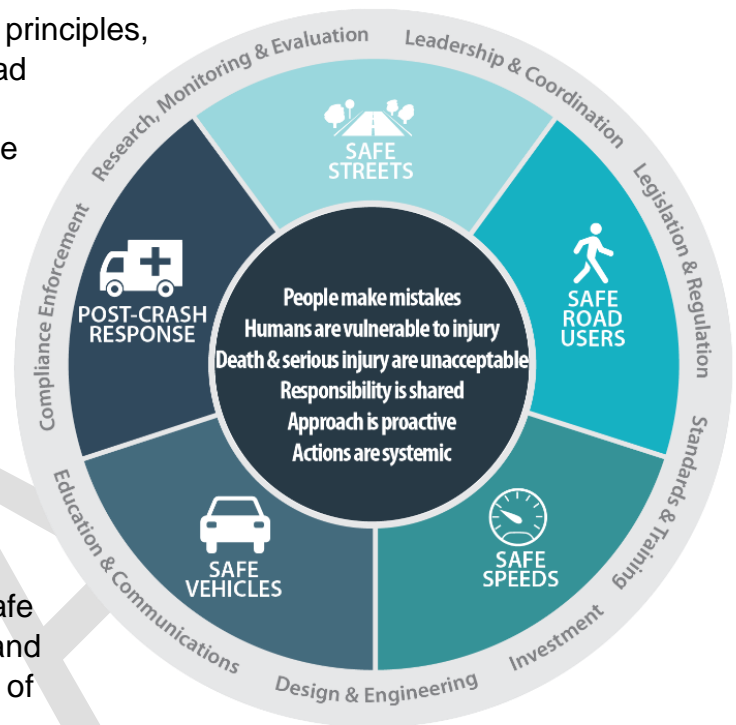 principles,
ad
e
Research, Monitoring & Evaluation
Leadership & Coordination
Legislation & Regulation
Standards & Training
Investment
Design & Engineering
Education & Communications
Compliance Enforcement
SAFE
STREETS
SAFE
ROAD
USERS
SAFE
SPEEDS
SAFE
VEHICLES
POST-CRASH
RESPONSE
People make mistakes
Humans are vulnerable to injury
Death & serious injury are unacceptable
Responsibility is shared
Approach is proactive
Actions are systemic
afe
and
of